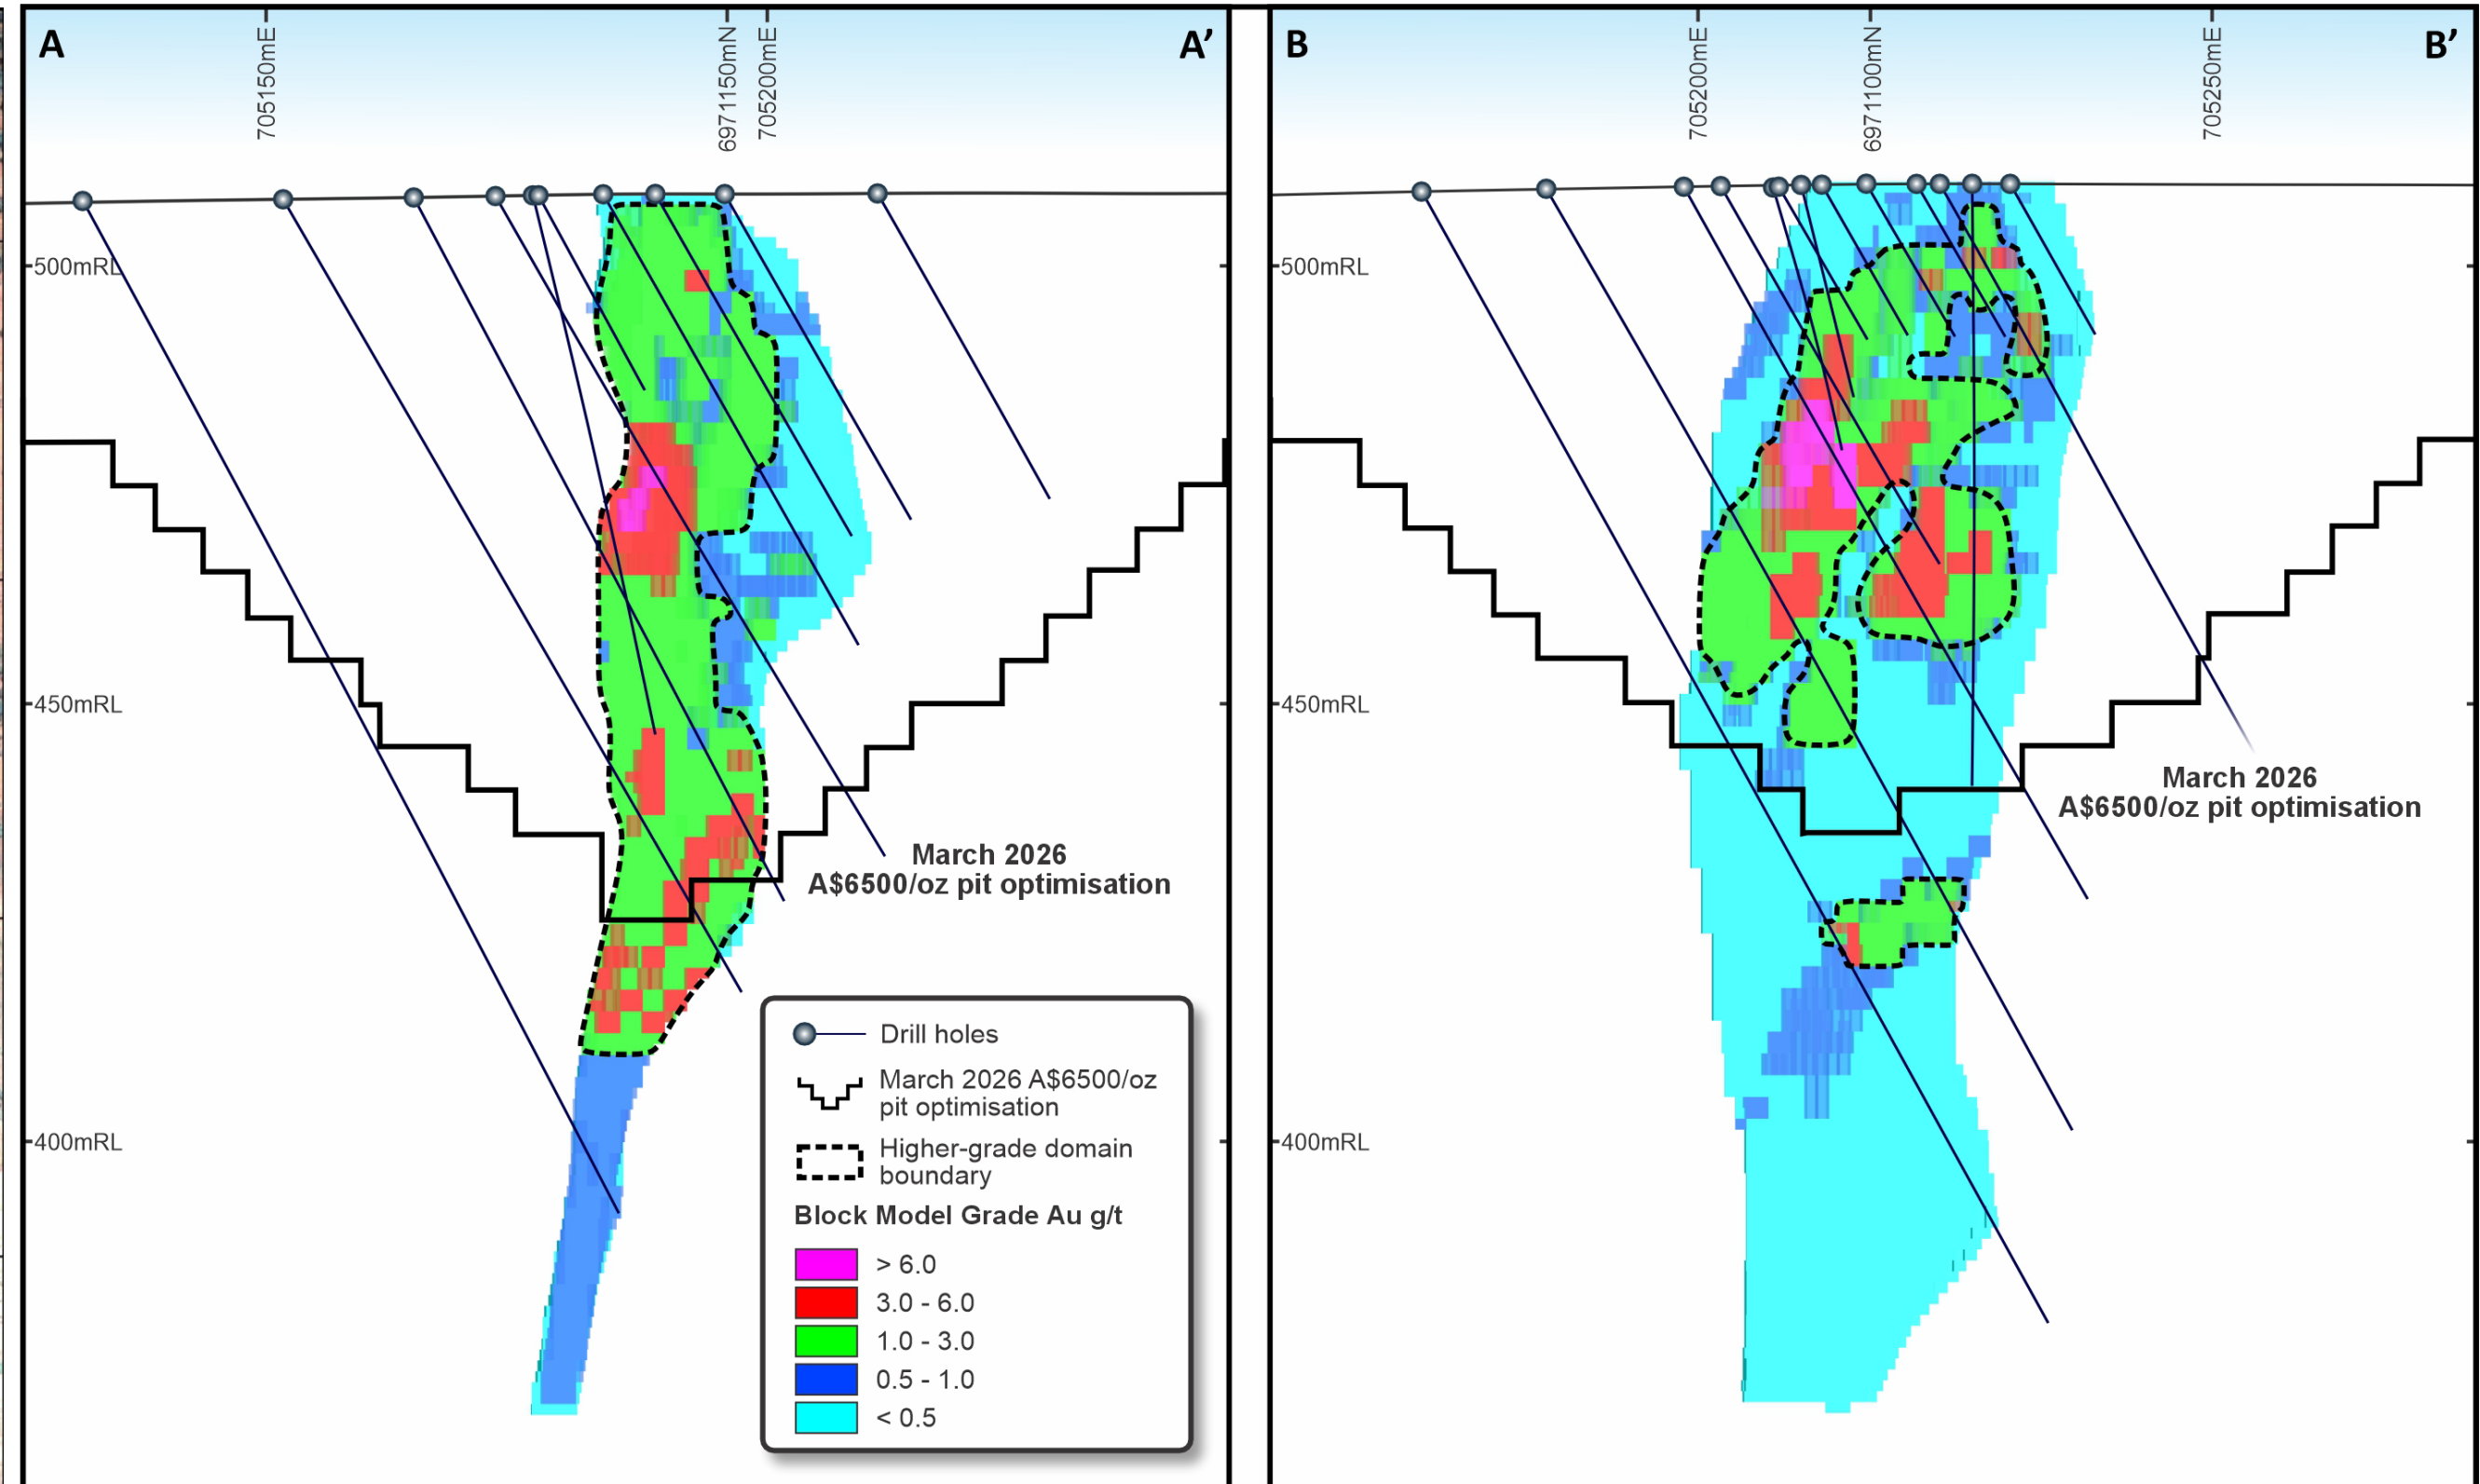 A
705150mE
6971150mN
705200mE
A’
500mRL
450mRL
400mRL
March 2026
A$6500/oz pit optimisation
Drill holes
March 2026 A$6500/oz
pit optimisation
Higher-grade domain
boundary
Block Model Grade Au g/t
> 6.0
3.0 - 6.0
1.0 - 3.0
0.5 - 1.0
< 0.5
B
705200mE
6971100mN
705250mE
B’
500mRL
450mRL
400mRL
March 2026
A$6500/oz pit optimisation